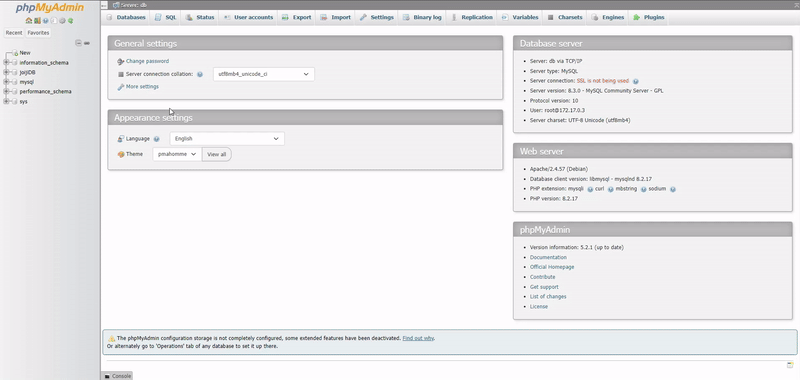 phpMyAdmin
Recent Favorites
New
information_schema
mysql
performance_schema
sys
Server: db
Databases SQL Status User accounts Export Import Settings Binary log Replication Variables Charsets Engines Plugins
General settings
Change password
Server connection collation: utf8mb4_unicode_ci
More settings
Appearance settings
Language English
Theme pmahomme View all
Database server
Server: db via TCP/IP
Server type: MySQL
Server connection: SSL is not being used
Server version: 8.3.0 - MySQL Community Server - GPL
Protocol version: 10
User: root@172.17.0.3
Server charset: UTF-8 Unicode (utf8mb4)
Web server
Apache/2.4.57 (Debian)
Database client version: libmysql - mysqlnd 8.2.17
PHP extension: mysqli curl mbstring sodium
PHP version: 8.2.17
phpMyAdmin
Version information: 5.2.1 (up to date)
Documentation
Official Homepage
Contribute
Get support
List of changes
License
The phpMyAdmin configuration storage is not completely configured, some extended features have been deactivated. Find out why.
Or alternately go to 'Operations' tab of any database to set it up there.
Console